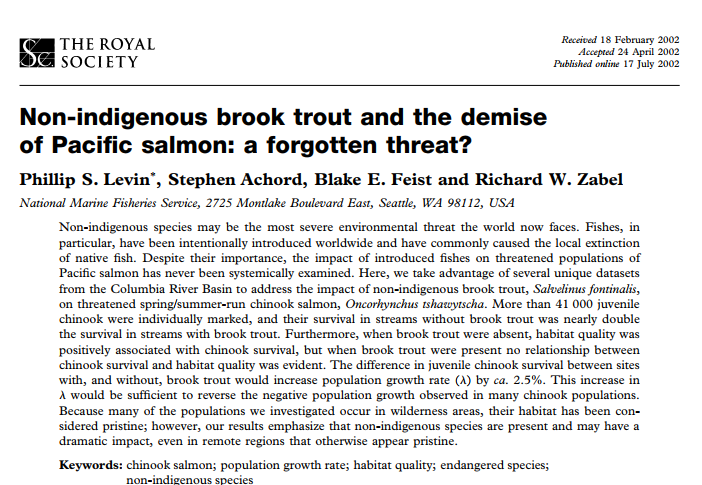 THE ROYAL
SOCIETY
Received 18 February 2002
Accepted 24 April 2002
Published online 17 July 2002
Non-indigenous brook trout and the demise
of Pacific salmon: a forgotten threat?
Phillip S. Levin*, Stephen Achord, Blake E. Feist and Richard W. Zabel
National Marine Fisheries Service, 2725 Montlake Boulevard East, Seattle, WA 98112, USA
Non-indigenous species may be the most severe environmental threat the world now faces. Fishes, in
particular, have been intentionally introduced worldwide and have commonly caused the local extinction
of native fish. Despite their importance, the impact of introduced fishes on threatened populations of
Pacific salmon has never been systemically examined. Here, we take advantage of several unique datasets
from the Columbia River Basin to address the impact of non-indigenous brook trout, Salvelinus fontinalis,
on threatened spring/summer-run chinook salmon, Oncorhynchus tshawytscha. More than 41 000 juvenile
chinook were individually marked, and their survival in streams without brook trout was nearly double
the survival in streams with brook trout. Furthermore, when brook trout were absent, habitat quality was
positively associated with chinook survival, but when brook trout were present no relationship between
chinook survival and habitat quality was evident. The difference in juvenile chinook survival between sites
with, and without, brook trout would increase population growth rate (λ) by ca. 2.5%. This increase in
λ would be sufficient to reverse the negative population growth observed in many chinook populations.
Because many of the populations we investigated occur in wilderness areas, their habitat has been con-
sidered pristine; however, our results emphasize that non-indigenous species are present and may have a
dramatic impact, even in remote regions that otherwise appear pristine.
Keywords: chinook salmon; population growth rate; habitat quality; endangered species;
non-indigenous species